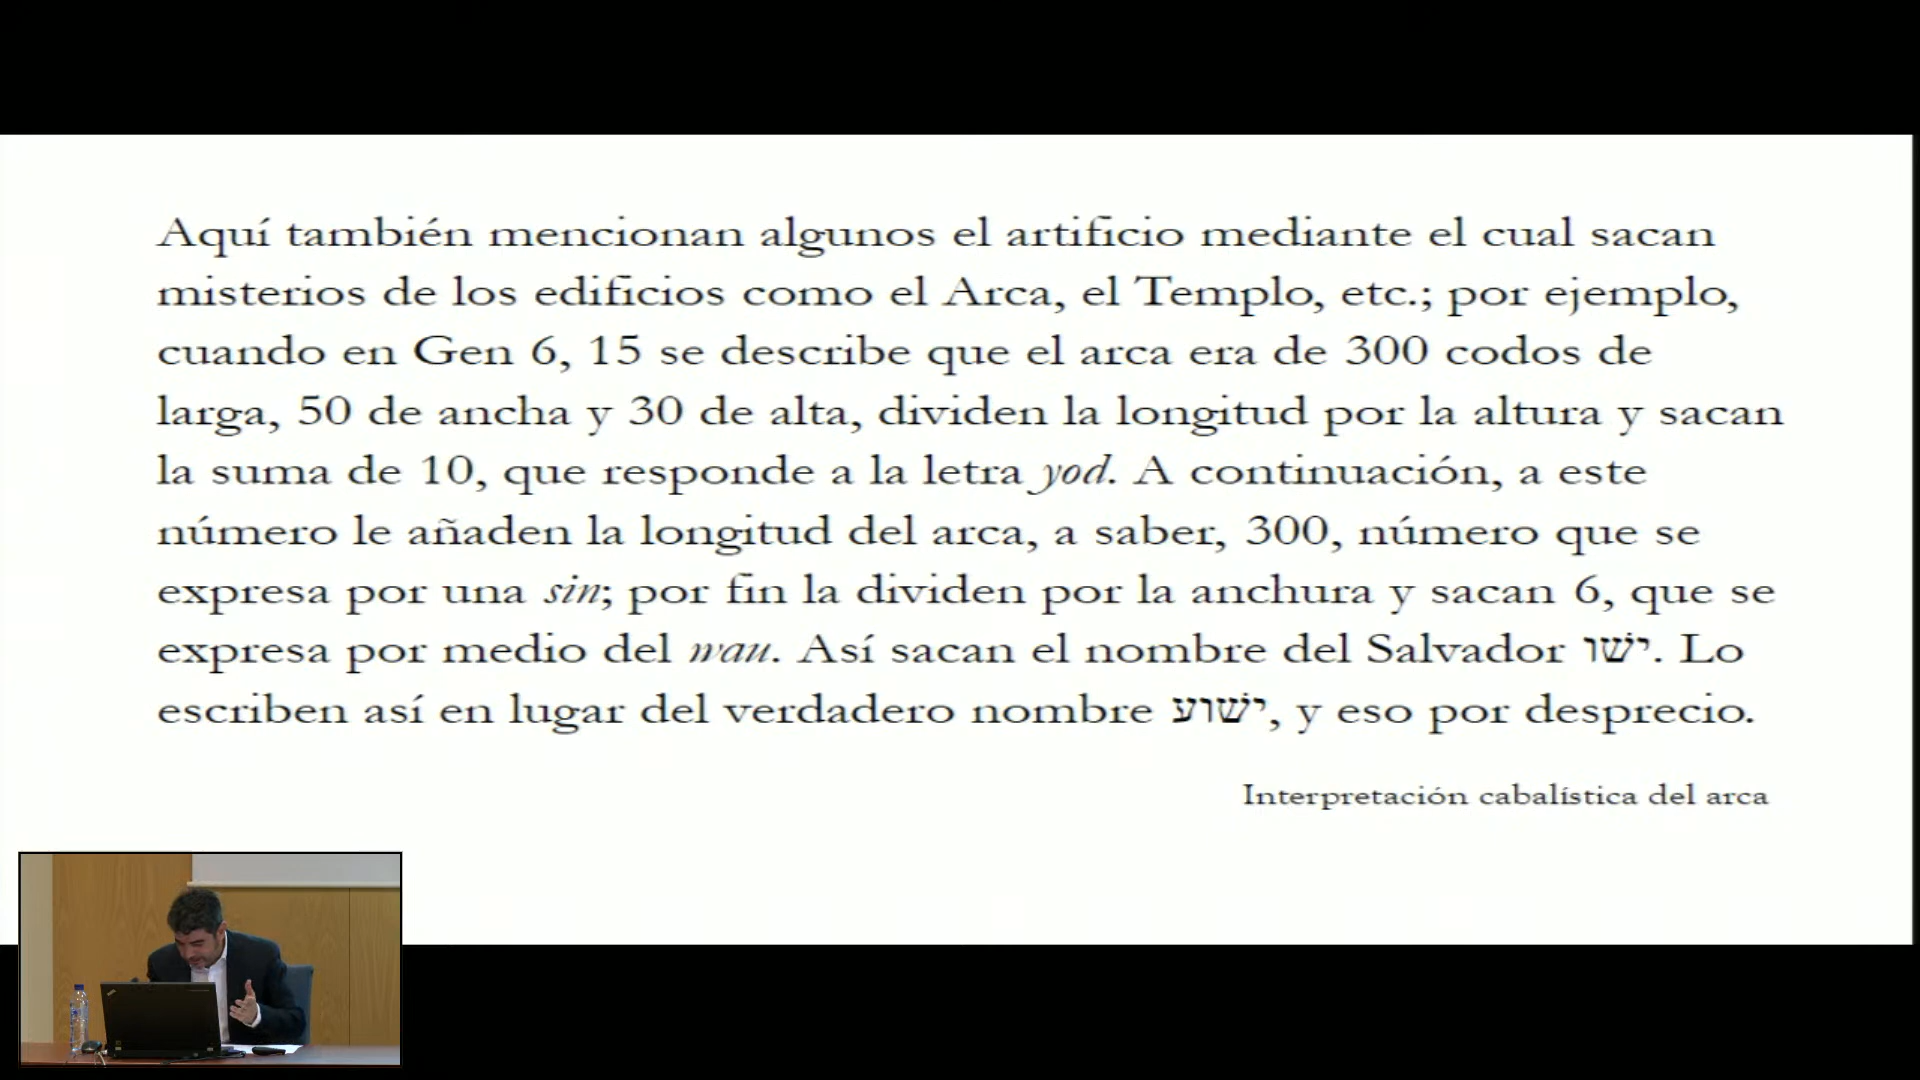 Aquí también mencionan algunos el artificio mediante el cual sacan
misterios de los edificios como el Arca, el Templo, etc.; por ejemplo,
cuando en Gen 6, 15 se describe que el arca era de 300 codos de
larga, 50 de ancha y 30 de alta, dividen la longitud por la altura y sacan
la suma de 10, que responde a la letra yod. A continuación, a este
número le añaden la longitud del arca, a saber, 300, número que se
expresa por una sin; por fin la dividen por la anchura y sacan 6, que se
expresa por medio del wau. Así sacan el nombre del Salvador ישׁו. Lo
escriben así en lugar del verdadero nombre ישׁוע, y eso por desprecio.
Interpretación cabalística del arca